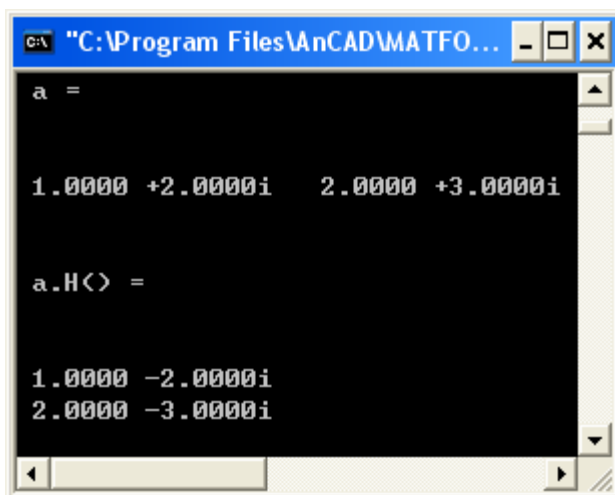 "C:\Program Files\AnCAD\MATFO...
a =
1.0000 +2.0000i   2.0000 +3.0000i
a.H() =
1.0000 -2.0000i
2.0000 -3.0000i